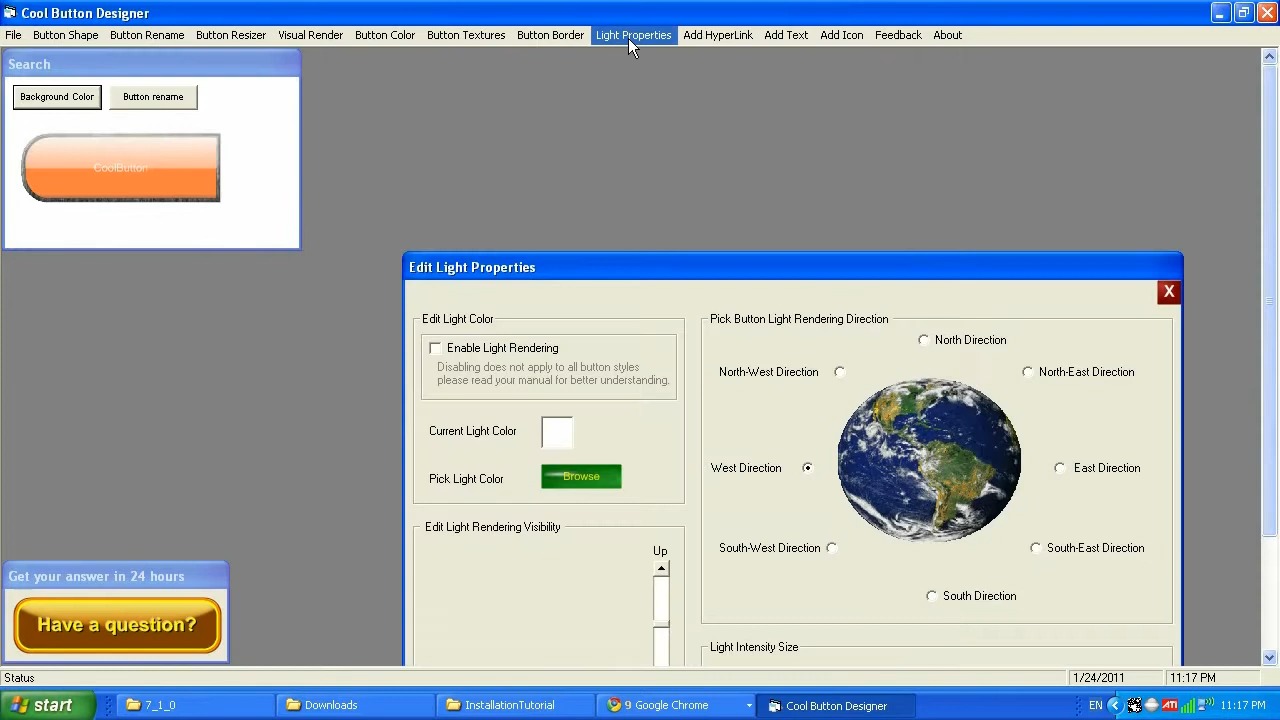 Cool Button Designer
File Button Shape Button Rename Button Resizer Visual Render Button Color Button Textures Button Border Light Properties Add HyperLink Add Text Add Icon Feedback About
Search
Background Color Button rename
CoolButton
Edit Light Properties
X
Edit Light Color
Enable Light Rendering
Disabling does not apply to all button styles
please read your manual for better understanding.
Current Light Color
Pick Light Color Browse
Edit Light Rendering Visibility
Up
Pick Button Light Rendering Direction
North Direction
North-West Direction North-East Direction
West Direction East Direction
South-West Direction South-East Direction
South Direction
Light Intensity Size
Get your answer in 24 hours
Have a question?
Status 1/24/2011 11:17 PM
start 7_1_0 Downloads InstallationTutorial 9 Google Chrome Cool Button Designer EN ATI 11:17 PM